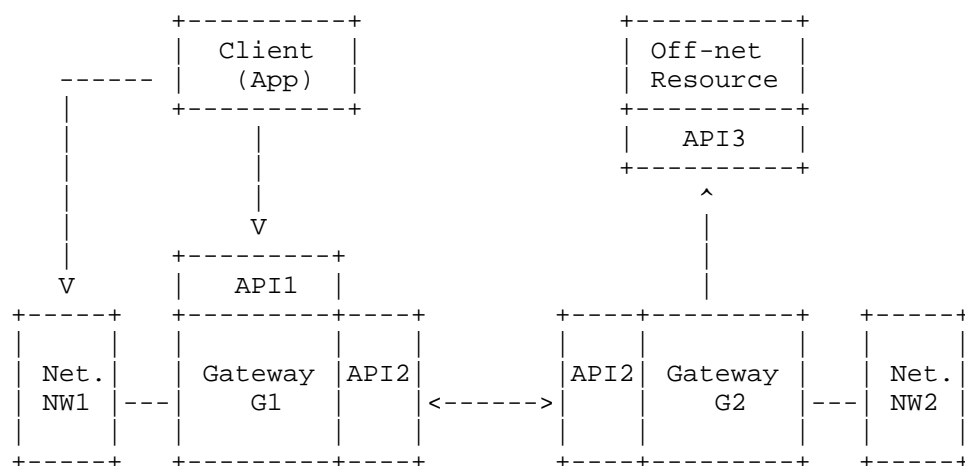 Client Off-net
(App) Resource
API3
API1
Net. Gateway API2 API2 Gateway Net.
NW1 G1 G2 NW2